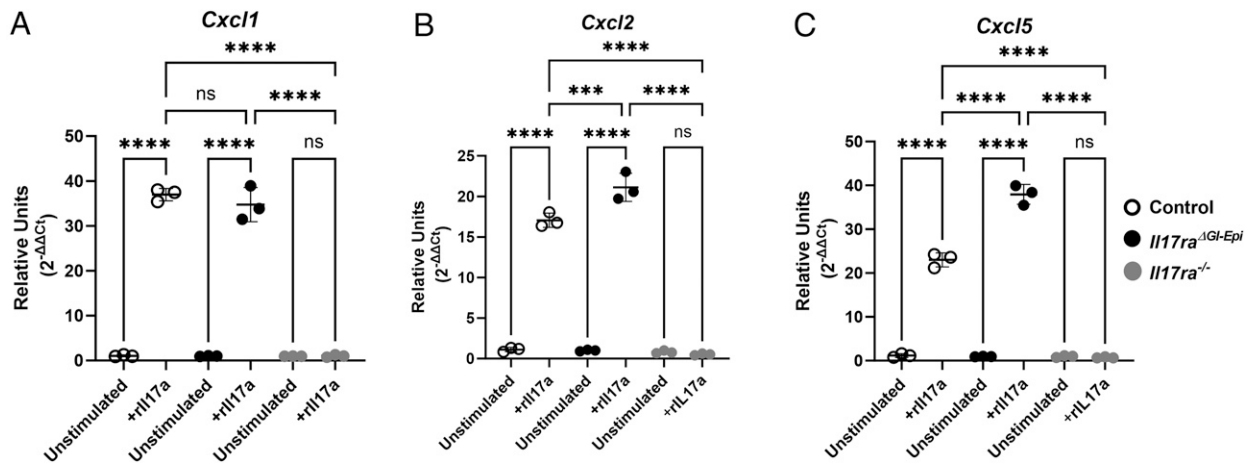 A
Cxcl1
****
ns
****
****
****
ns
Relative Units
(2-ΔΔCt)
50
40
30
20
10
0
Unstimulated
+rIl17a
Unstimulated
+rIl17a
Unstimulated
+rIl17a
B
Cxcl2
****
***
****
****
****
ns
Relative Units
(2-ΔΔCt)
25
20
15
10
5
0
Unstimulated
+rIl17a
Unstimulated
+rIl17a
Unstimulated
+rIL17a
C
Cxcl5
****
****
****
****
****
ns
Relative Units
(2-ΔΔCt)
50
40
30
20
10
0
Unstimulated
+rIl17a
Unstimulated
+rIl17a
Unstimulated
+rIL17a
Control
Il17raΔGI-Epi
Il17ra-/-